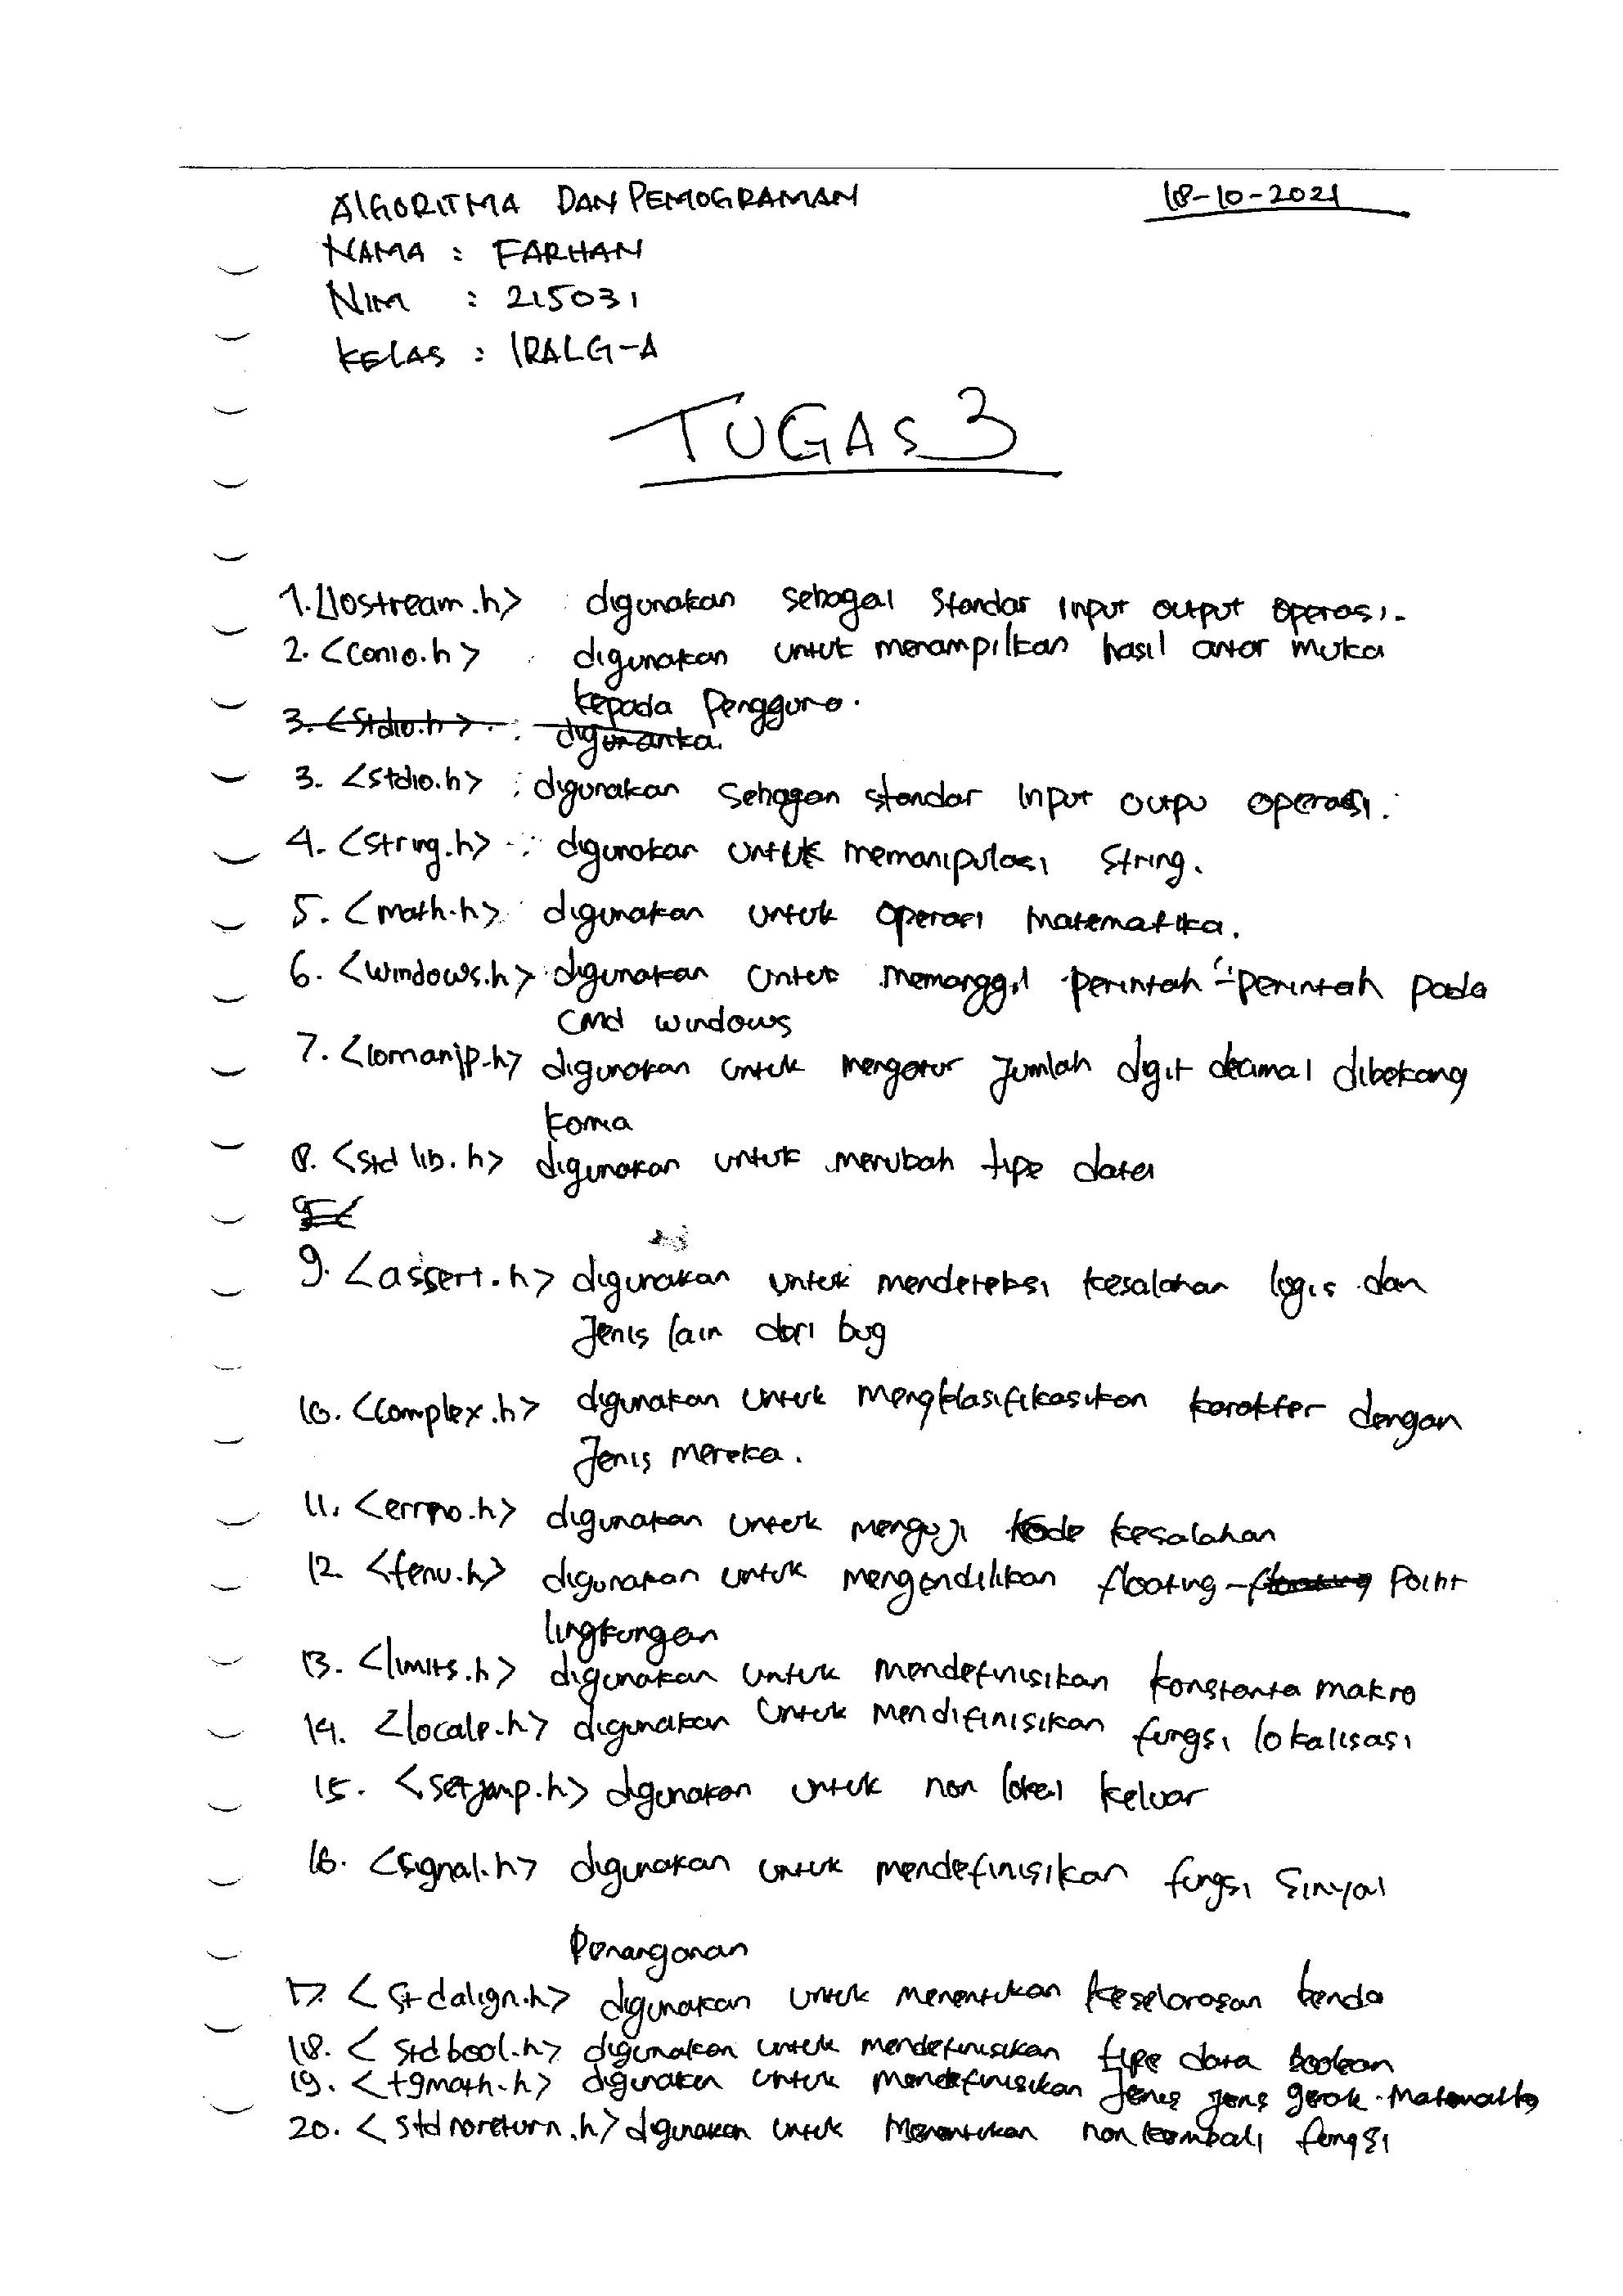 ALGORITMA DAN PEMOGRAMAN 18-10-2021
NAMA : FARHAN
NIM : 215031
KELAS : IRALG-A
TUGAS 3
1. <Iostream.h> : digunakan sebagai standar input output operasi.
2. <conio.h> : digunakan untuk menampilkan hasil antar muka
kepada pengguna.
3. <stdio.h> : digunanka.
3. <stdio.h> : digunakan sebagan standar input outpu operasi.
4. <string.h> : digunakan untuk memanipulasi string.
5. <math.h> digunakan untuk operasi matematika.
6. <windows.h> digunakan untuk memanggil perintah-perintah pada
CMD windows
7. <iomanip.h> digunakan untuk mengatur jumlah digit decimal dibekang
koma
8. <std lib.h> digunakan untuk merubah tipe data
9. <assert.h> digunakan untuk mendeteksi kesalahan logis dan
Jenis lain dari bug
10. <complex.h> digunakan untuk mengklasifikasikan karakter dengan
Jenis mereka.
11. <errno.h> digunakan untuk menguji kode kesalahan
12. <fenv.h> digunakan untuk mengendalikan floating-floating point
lingkungan
13. <limits.h> digunakan untuk mendefinisikan konstanta makro
14. <locale.h> digunakan untuk mendifinisikan fungsi lokalisasi
15. <setjmp.h> digunakan untuk non lokal keluar
16. <signal.h> digunakan untuk mendefinisikan fungsi sinyal
Penanganan
17. <stdalign.h> digunakan untuk menentukan keselarasan benda
18. <stdbool.h> digunakan untuk mendefinisikan tipe data boolean
19. <tgmath.h> digunakan untuk mendefinisikan Jenis jenis gerak matematika
20. <stdnoreturn.h> digunakan untuk menentukan non kembali fungsi